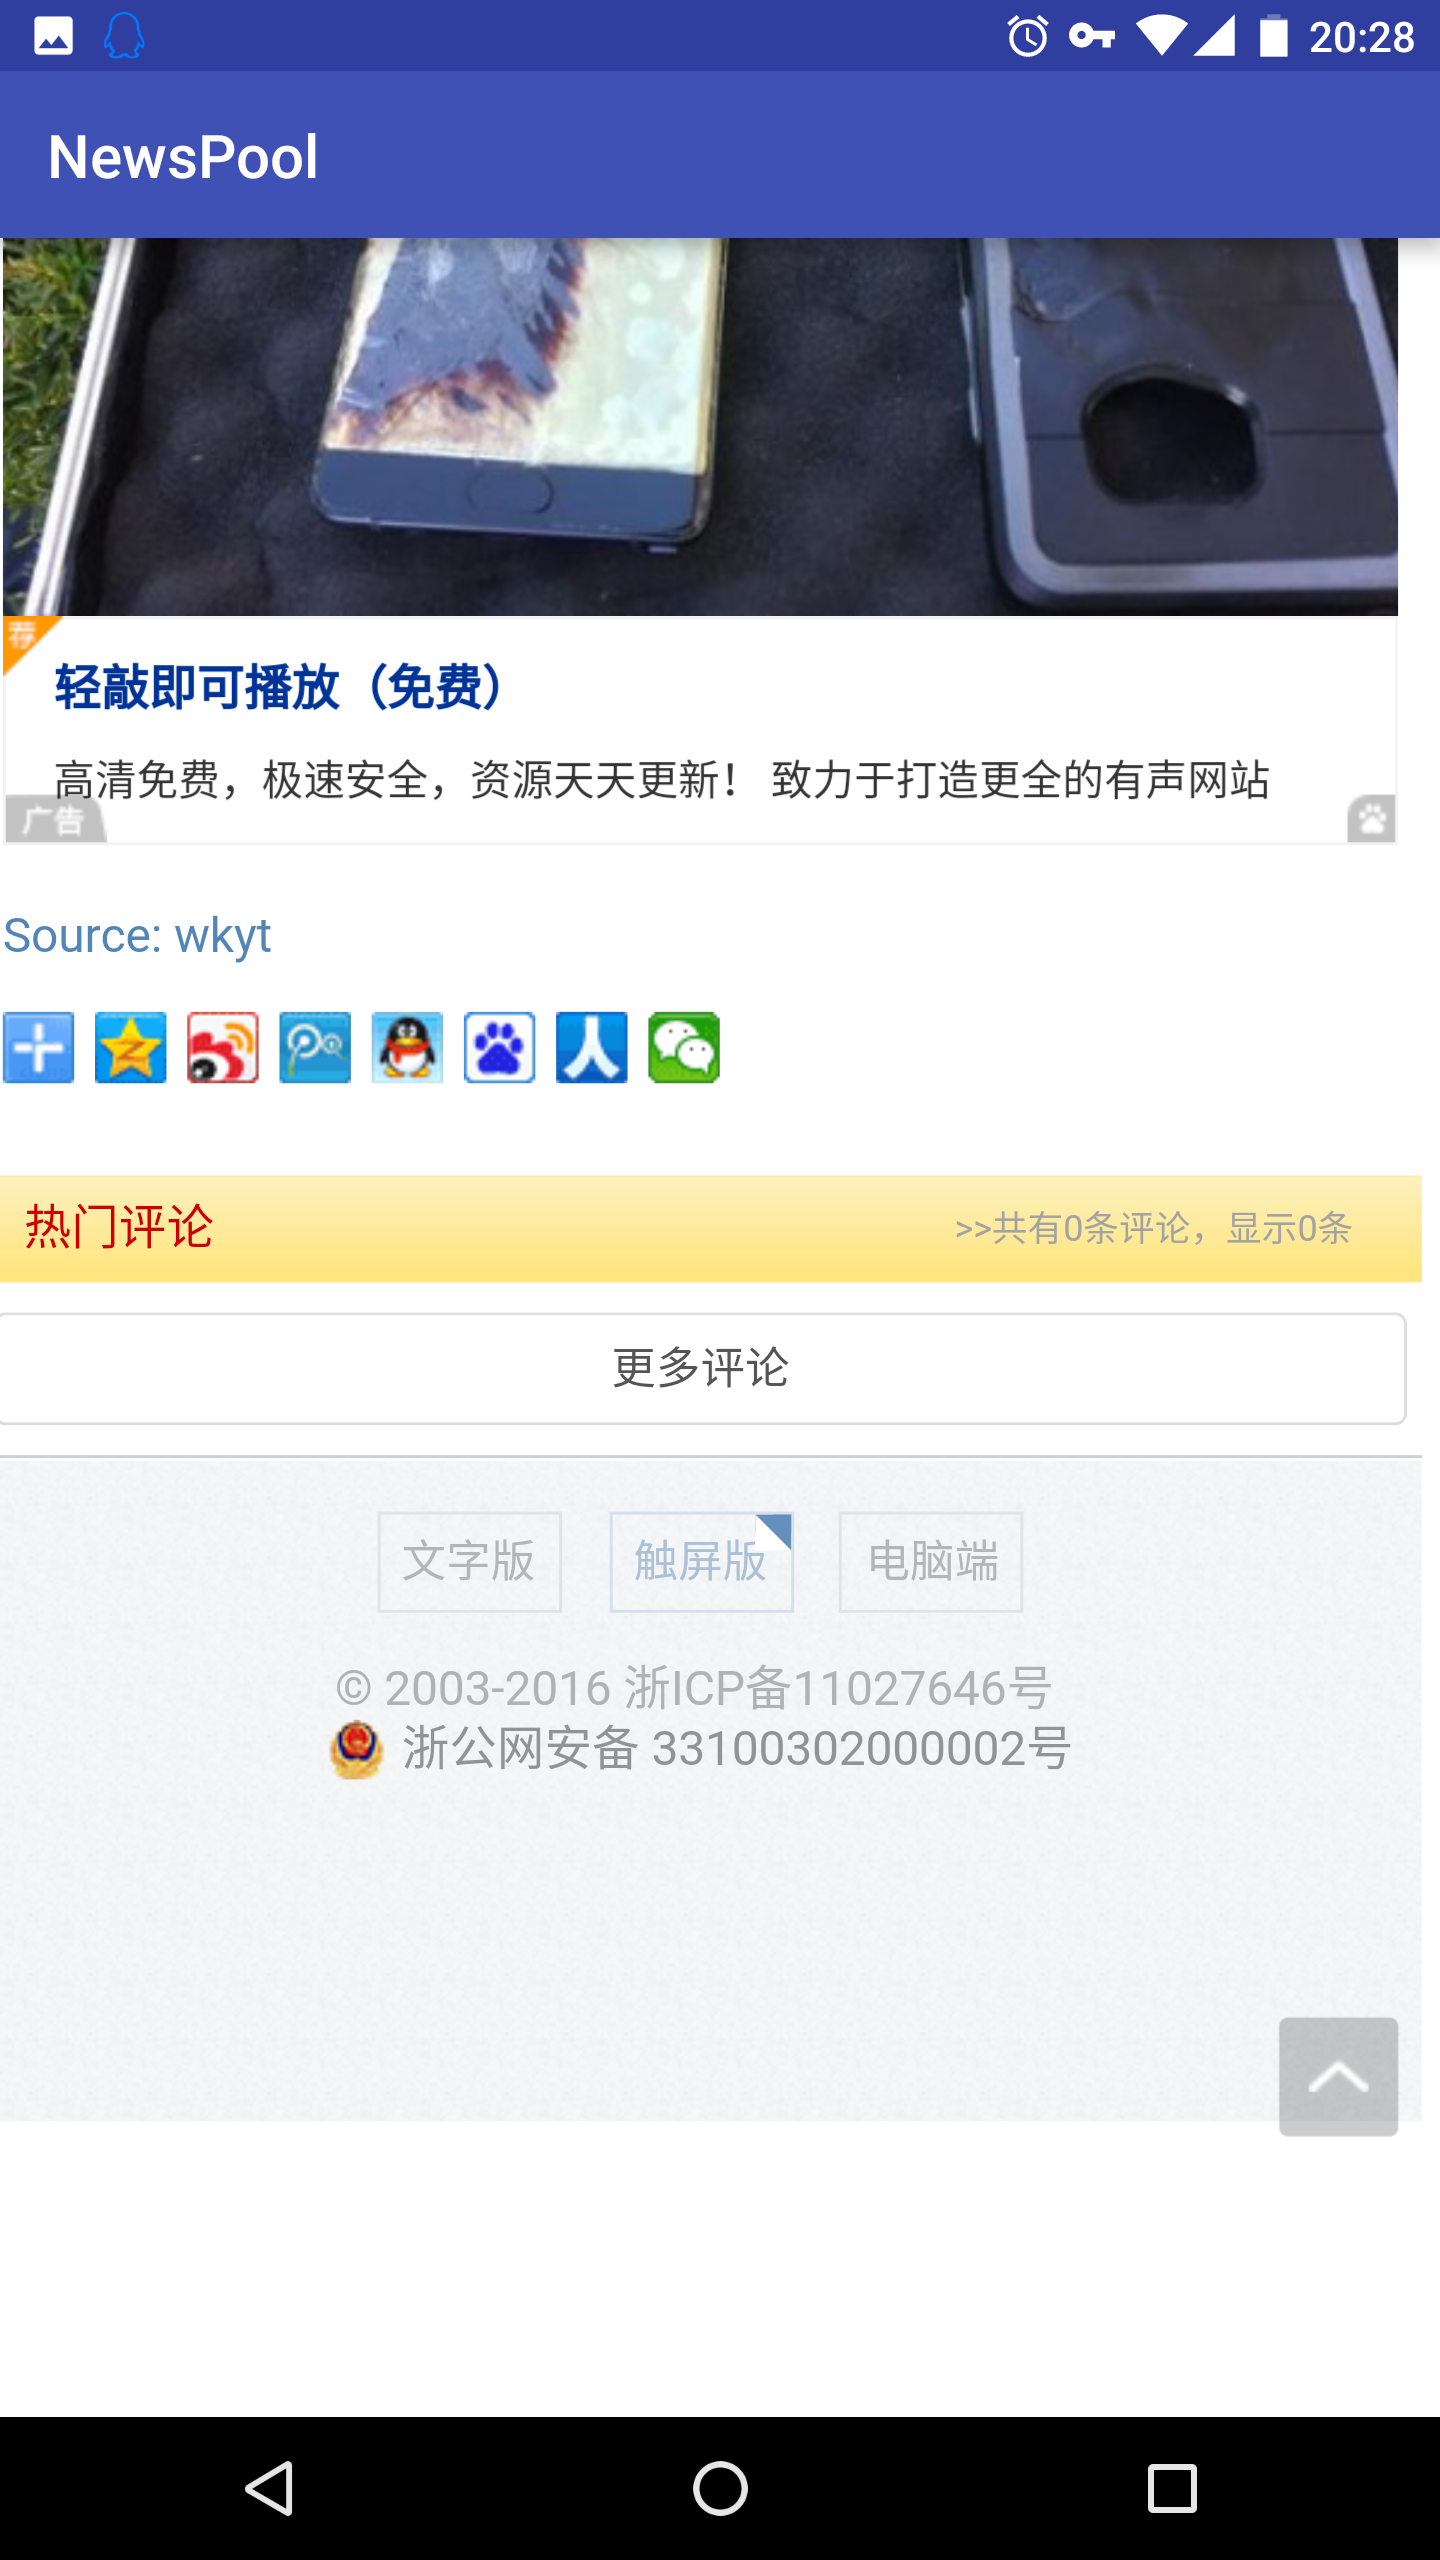 20:28
NewsPool
荐
轻敲即可播放（免费）
高清免费，极速安全，资源天天更新！ 致力于打造更全的有声网站
广告
Source: wkyt
热门评论
>>共有0条评论，显示0条
更多评论
文字版 触屏版 电脑端
© 2003-2016 浙ICP备11027646号
浙公网安备 33100302000002号